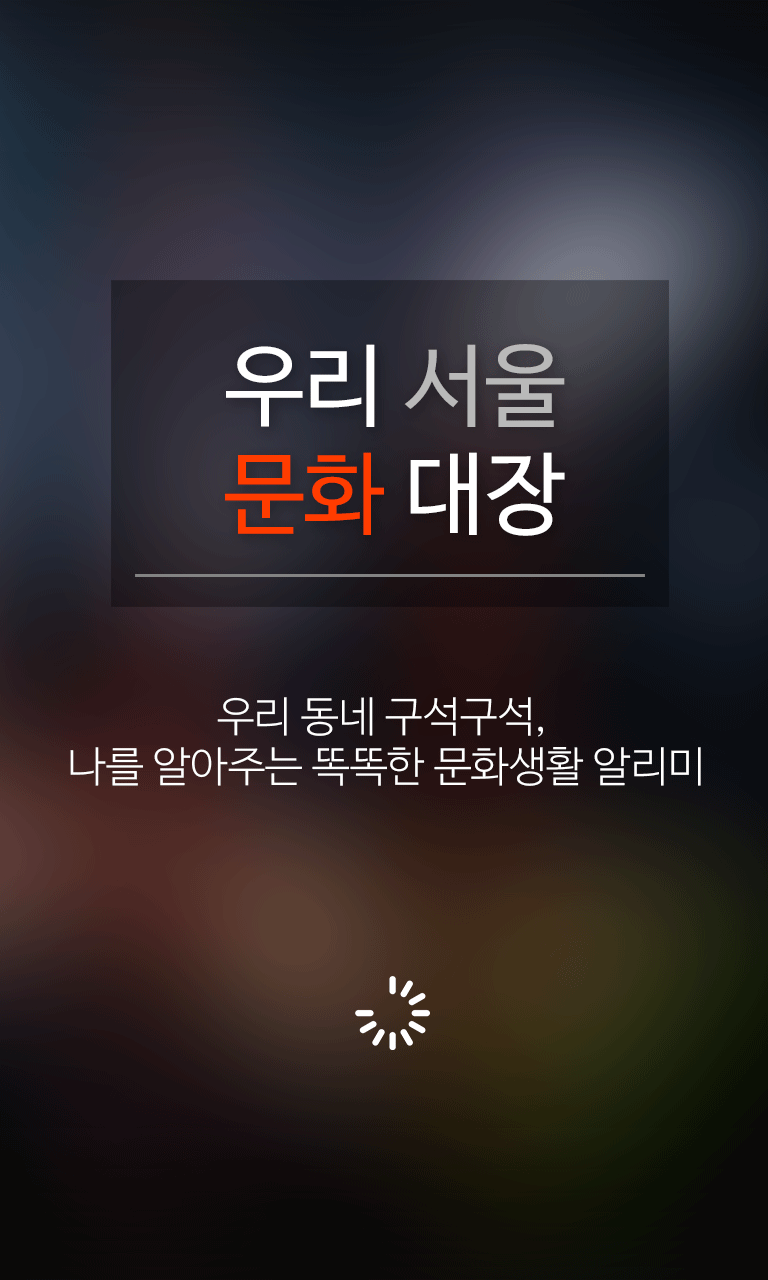 우리 서울
문화 대장
우리 동네 구석구석,
나를 알아주는 똑똑한 문화생활 알리미